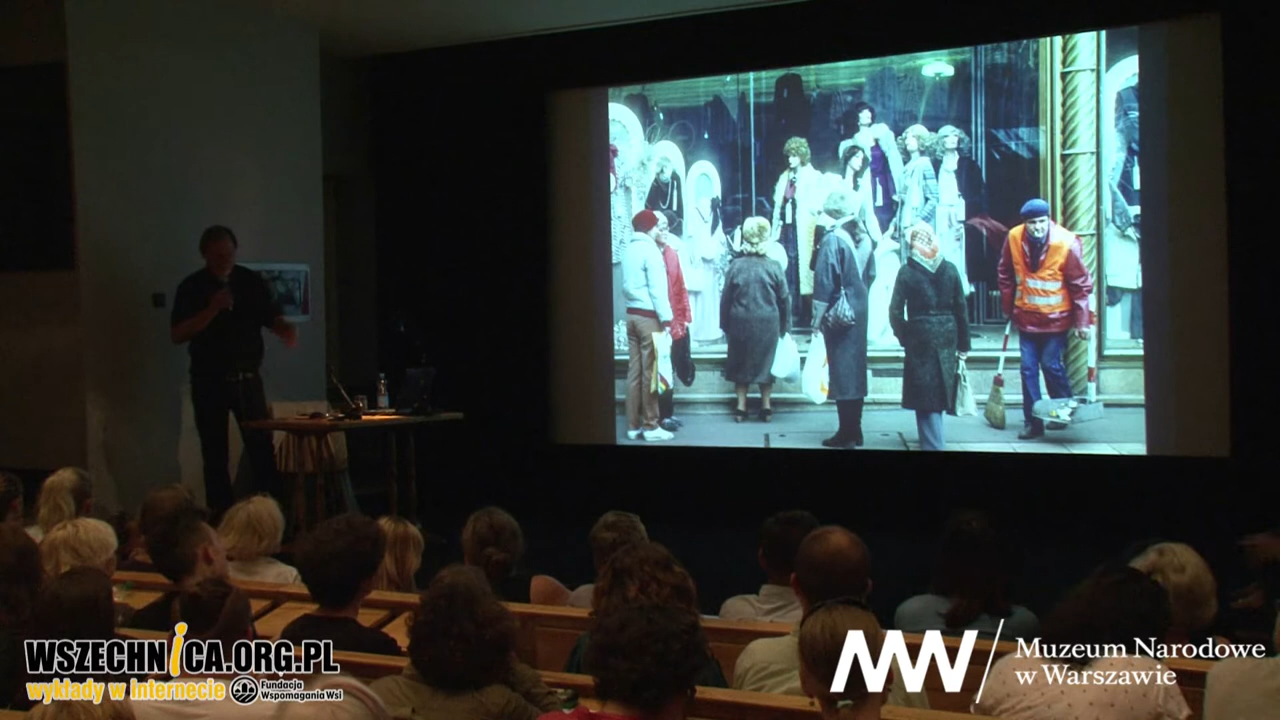 WSZECHNICA.ORG.PL
wykłady w internecie
Fundacja
Wspomagania Wsi
MNW
Muzeum Narodowe
w Warszawie